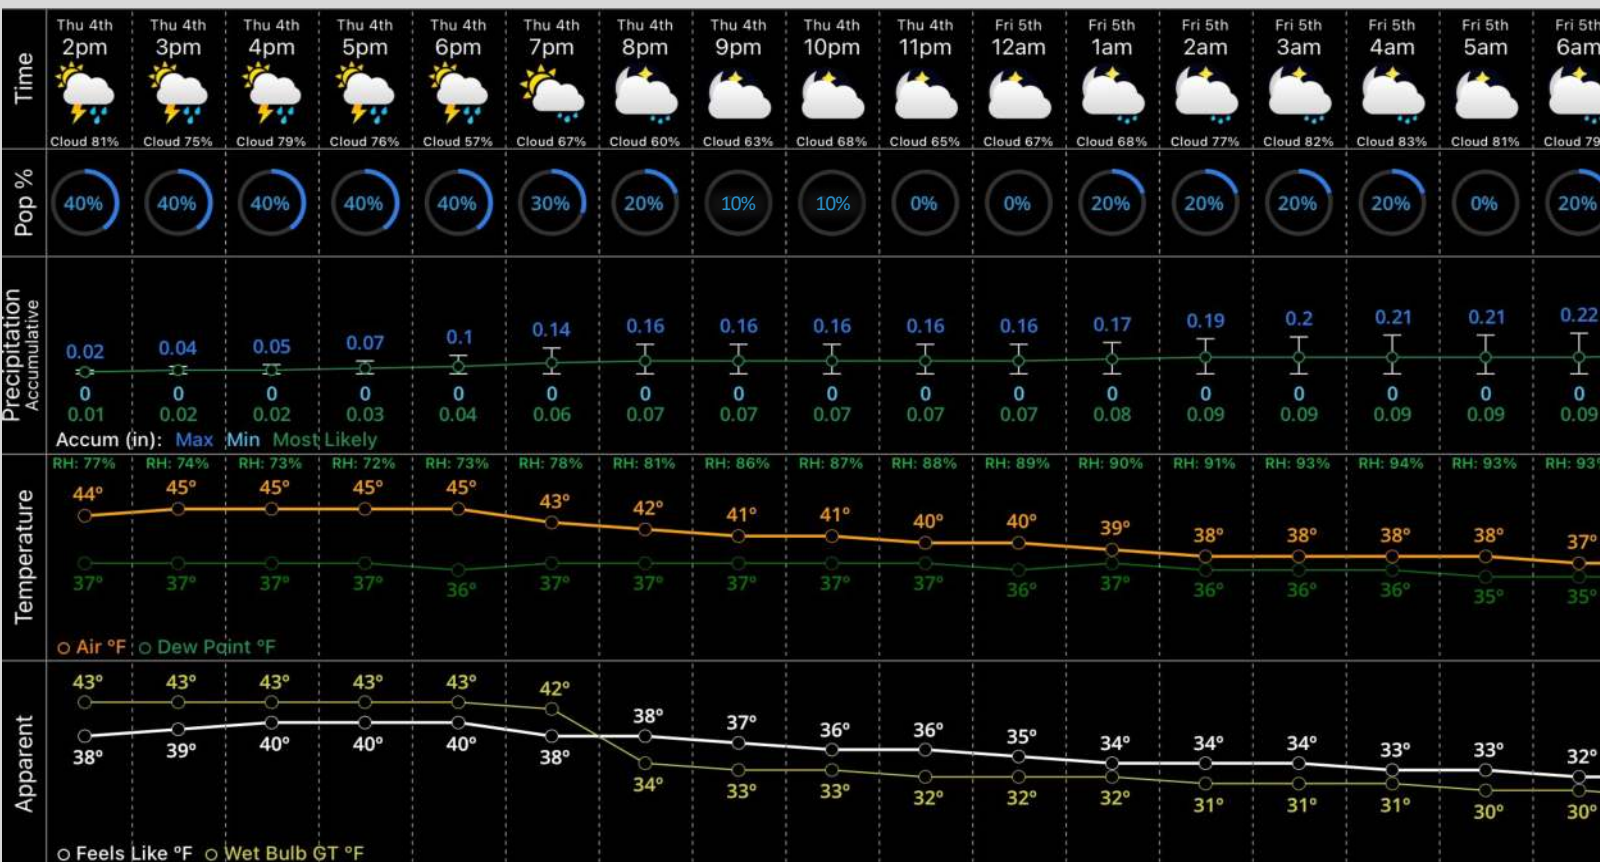 Time
Thu 4th Thu 4th Thu 4th Thu 4th Thu 4th Thu 4th Thu 4th Thu 4th Thu 4th Thu 4th Fri 5th Fri 5th Fri 5th Fri 5th Fri 5th Fri 5th Fri 5th
2pm 3pm 4pm 5pm 6pm 7pm 8pm 9pm 10pm 11pm 12am 1am 2am 3am 4am 5am 6am
Cloud 81% Cloud 75% Cloud 79% Cloud 76% Cloud 57% Cloud 67% Cloud 60% Cloud 63% Cloud 68% Cloud 65% Cloud 67% Cloud 68% Cloud 77% Cloud 82% Cloud 83% Cloud 81% Cloud 79
Pop %
40% 40% 40% 40% 40% 30% 20% 10% 10% 0% 0% 20% 20% 20% 20% 0% 20%
Precipitation
Accumulative
0.02 0.04 0.05 0.07 0.1 0.14 0.16 0.16 0.16 0.16 0.16 0.17 0.19 0.2 0.21 0.21 0.22
0 0 0 0 0 0 0 0 0 0 0 0 0 0 0 0 0
0.01 0.02 0.02 0.03 0.04 0.06 0.07 0.07 0.07 0.07 0.07 0.08 0.09 0.09 0.09 0.09 0.09
Accum (in): Max Min Most Likely
Temperature
RH: 77% RH: 74% RH: 73% RH: 72% RH: 73% RH: 78% RH: 81% RH: 86% RH: 87% RH: 88% RH: 89% RH: 90% RH: 91% RH: 93% RH: 94% RH: 93% RH: 93%
44° 45° 45° 45° 45° 43° 42° 41° 41° 40° 40° 39° 38° 38° 38° 38° 37°
37° 37° 37° 37° 36° 37° 37° 37° 37° 37° 36° 37° 36° 36° 36° 35° 35°
Air °F Dew Point °F
Apparent
43° 43° 43° 43° 43° 42° 38° 37° 36° 36° 35° 34° 34° 34° 33° 33° 32°
38° 39° 40° 40° 40° 38° 34° 33° 33° 32° 32° 32° 31° 31° 31° 30° 30°
Feels Like °F Wet Bulb GT °F